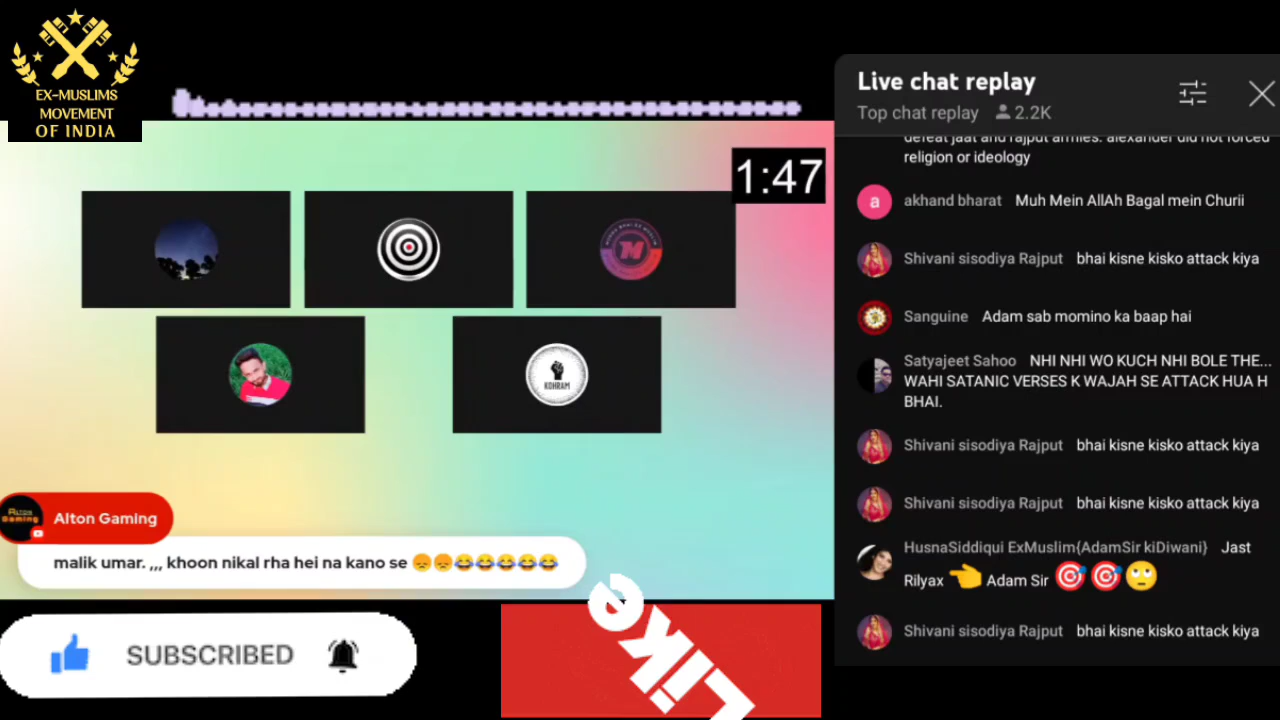 EX-MUSLIMS
MOVEMENT
OF INDIA
1:47
M
KOHRAM
Alton Gaming
malik umar. ,,, khoon nikal rha hei na kano se 😞😞😂😂😂😂😂😂
SUBSCRIBED
Like
Live chat replay
Top chat replay 2.2K
defeat jaat and rajput armies. alexander did not forced
religion or ideology
a akhand bharat Muh Mein AllAh Bagal mein Churii
Shivani sisodiya Rajput bhai kisne kisko attack kiya
Sanguine Adam sab momino ka baap hai
Satyajeet Sahoo NHI NHI WO KUCH NHI BOLE THE...
WAHI SATANIC VERSES K WAJAH SE ATTACK HUA H
BHAI.
Shivani sisodiya Rajput bhai kisne kisko attack kiya
Shivani sisodiya Rajput bhai kisne kisko attack kiya
HusnaSiddiqui ExMuslim{AdamSir kiDiwani} Jast
Rilyax 👈 Adam Sir 🎯🎯🙄
Shivani sisodiya Rajput bhai kisne kisko attack kiya